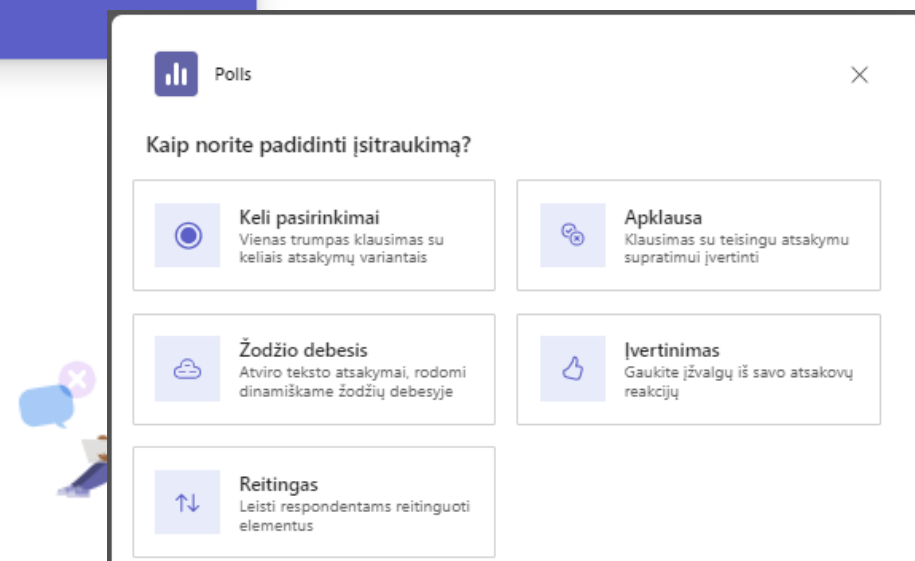 Polls
Kaip norite padidinti įsitraukimą?
Keli pasirinkimai
Vienas trumpas klausimas su
keliais atsakymų variantais
Apklausa
Klausimas su teisingu atsakymu
supratimui įvertinti
Žodžio debesis
Atviro teksto atsakymai, rodomi
dinamiškame žodžių debesyje
Įvertinimas
Gaukite įžvalgų iš savo atsakovų
reakcijų
Reitingas
Leisti respondentams reitinguoti
elementus